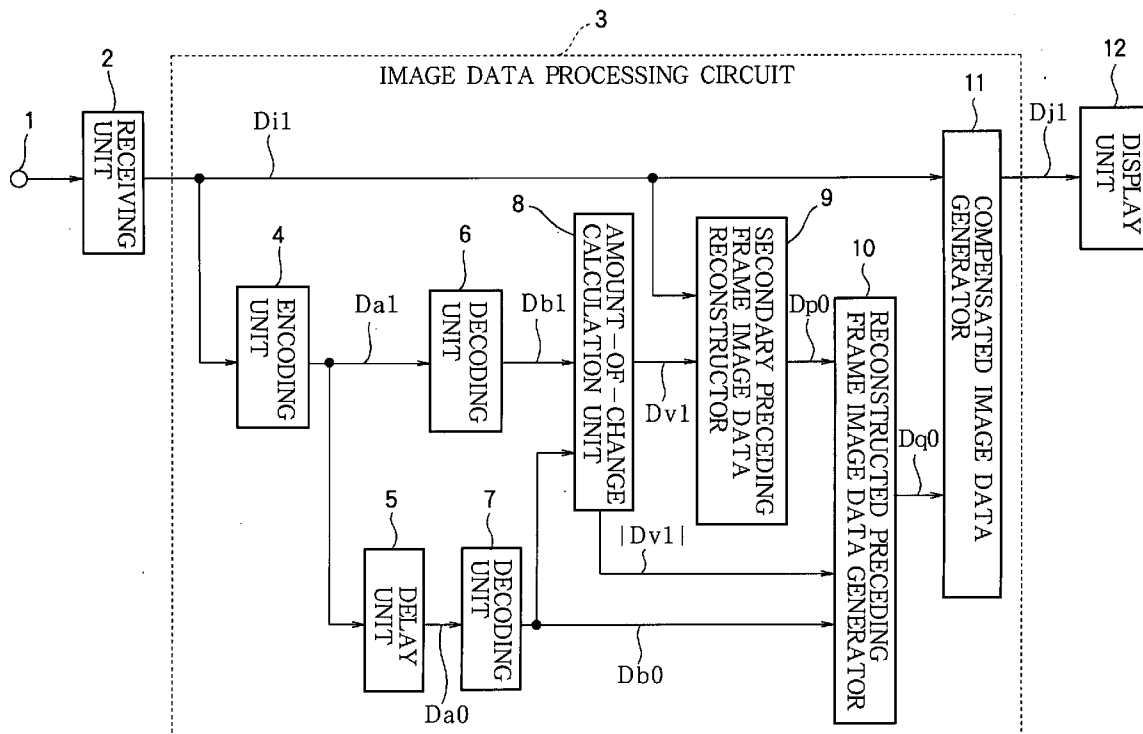 3
IMAGE DATA PROCESSING CIRCUIT
1
2
RECEIVING
UNIT
Di1
11
COMPENSATED IMAGE DATA
GENERATOR
Dj1
12
DISPLAY
UNIT
4
ENCODING
UNIT
Da1
6
DECODING
UNIT
Db1
8
AMOUNT-OF-CHANGE
CALCULATION UNIT
Dv1
9
SECONDARY PRECEDING
FRAME IMAGE DATA
RECONSTRUCTOR
Dp0
10
RECONSTRUCTED PRECEDING
FRAME IMAGE DATA GENERATOR
Dq0
5
DELAY
UNIT
Da0
7
DECODING
UNIT
|Dv1|
Db0